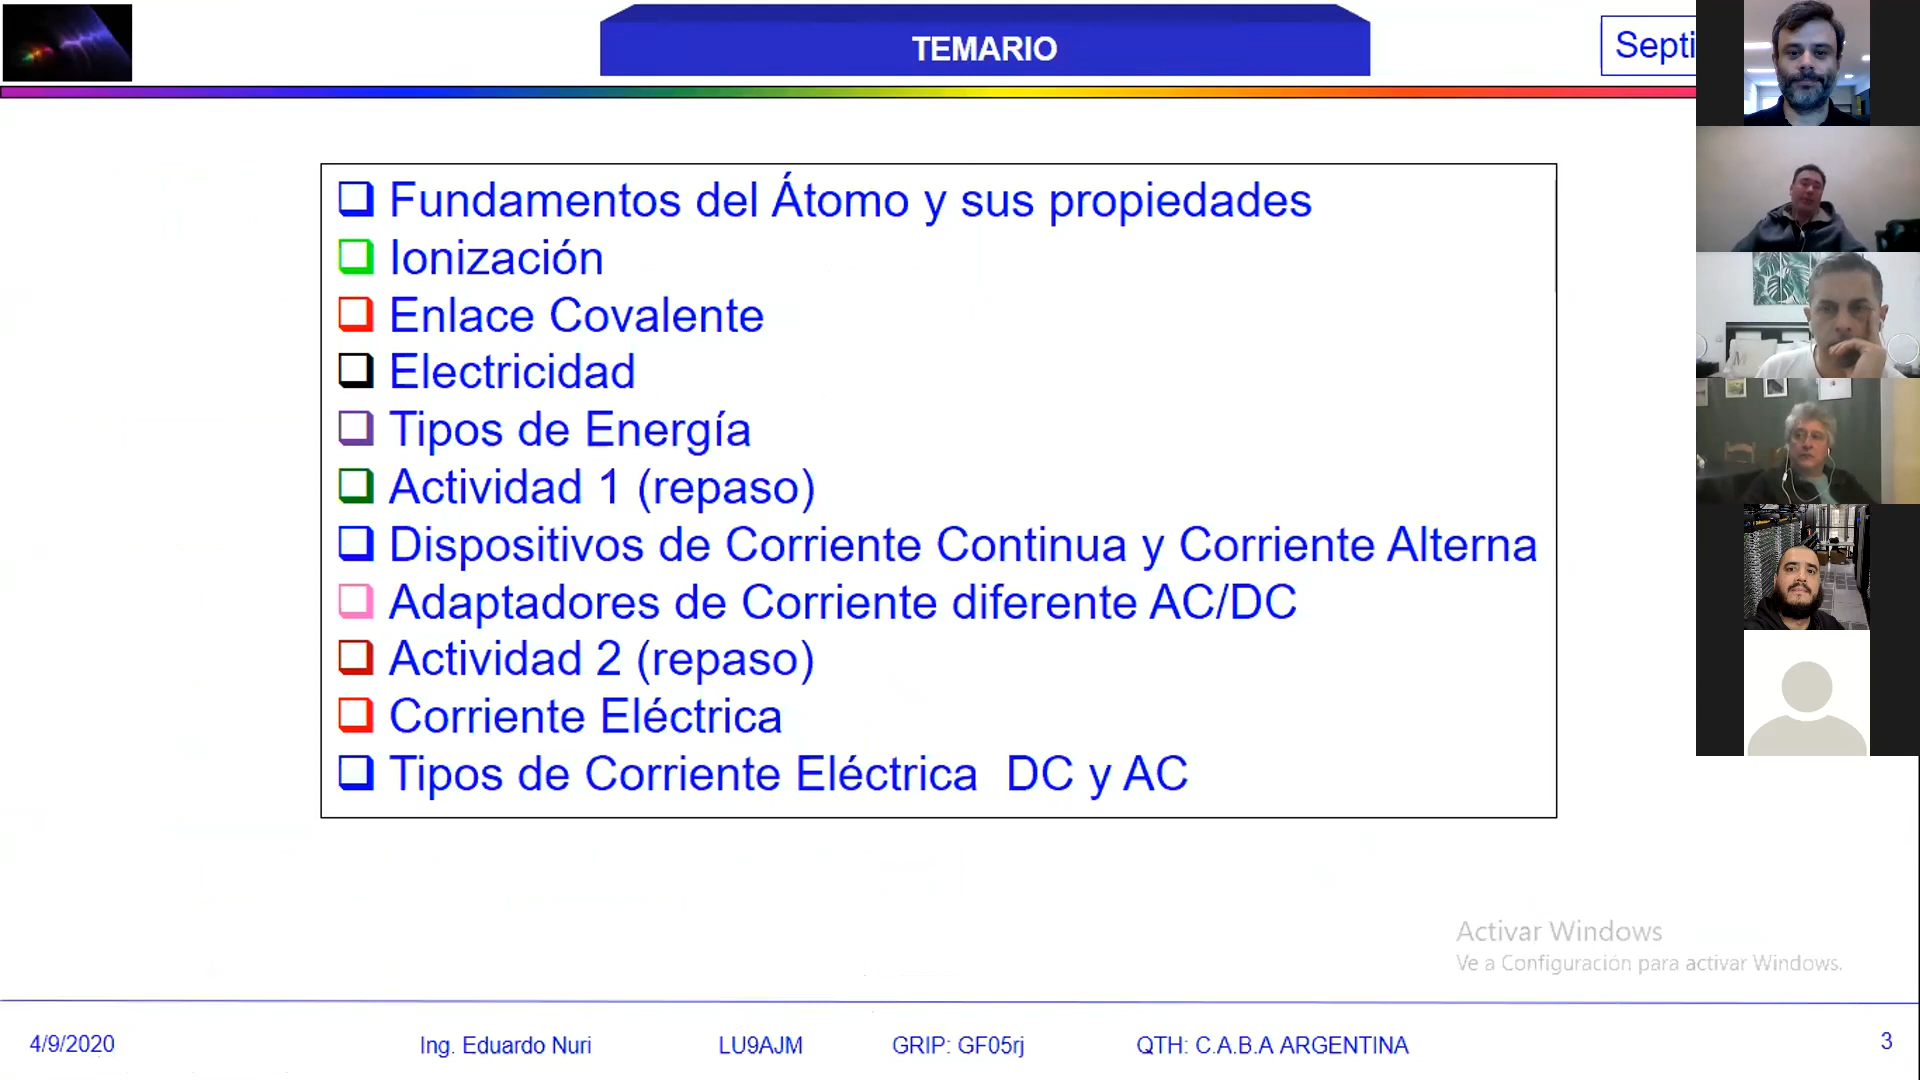 TEMARIO
Septi
Fundamentos del Átomo y sus propiedades
Ionización
Enlace Covalente
Electricidad
Tipos de Energía
Actividad 1 (repaso)
Dispositivos de Corriente Continua y Corriente Alterna
Adaptadores de Corriente diferente AC/DC
Actividad 2 (repaso)
Corriente Eléctrica
Tipos de Corriente Eléctrica DC y AC
Activar Windows
Ve a Configuración para activar Windows.
4/9/2020 Ing. Eduardo Nuri LU9AJM GRIP: GF05rj QTH: C.A.B.A ARGENTINA 3